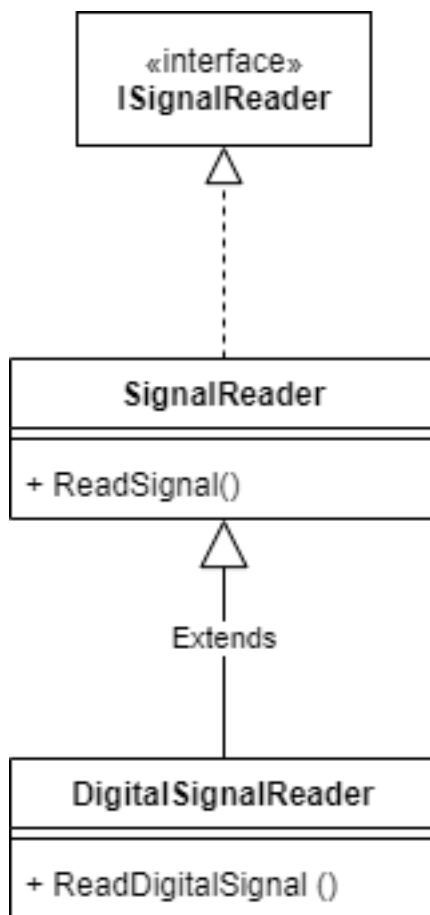 «interface»
ISignalReader
SignalReader
+ ReadSignal()
Extends
DigitalSignalReader
+ ReadDigitalSignal ()